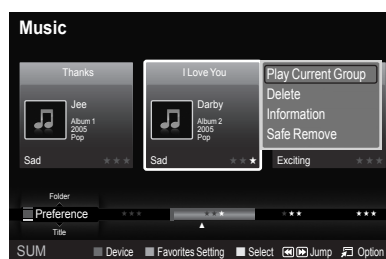 Music
Thanks
I Love You
Play Current Group
Delete
Information
Safe Remove
Jee
Album 1
2005
Pop
Darby
Album 2
2005
Pop
Sad
Sad
Exciting
Folder
Preference
Title
SUM Device Favorites Setting Select Jump Option